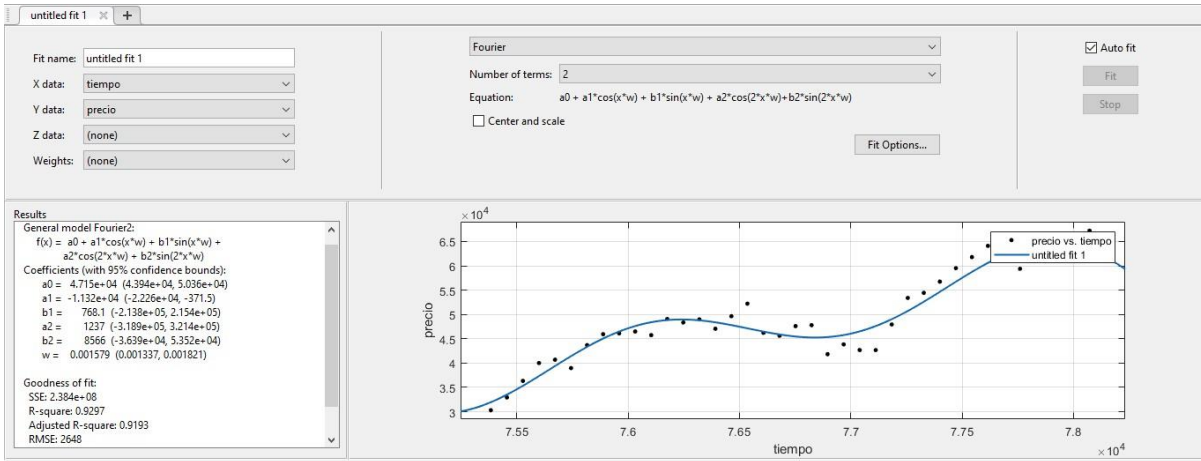 untitled fit 1
Fit name: untitled fit 1
X data: tiempo
Y data: precio
Z data: (none)
Weights: (none)
Fourier
Number of terms: 2
Equation: a0 + a1*cos(x*w) + b1*sin(x*w) + a2*cos(2*x*w)+b2*sin(2*x*w)
Center and scale
Fit Options...
Auto fit
Fit
Stop
Results
General model Fourier2:
f(x) = a0 + a1*cos(x*w) + b1*sin(x*w) +
a2*cos(2*x*w) + b2*sin(2*x*w)
Coefficients (with 95% confidence bounds):
a0 = 4.715e+04 (4.394e+04, 5.036e+04)
a1 = -1.132e+04 (-2.226e+04, -371.5)
b1 = 768.1 (-2.138e+05, 2.154e+05)
a2 = 1237 (-3.189e+05, 3.214e+05)
b2 = 8566 (-3.639e+04, 5.352e+04)
w = 0.001579 (0.001337, 0.001821)
Goodness of fit:
SSE: 2.384e+08
R-square: 0.9297
Adjusted R-square: 0.9193
RMSE: 2648
×10⁴
6.5
6
5.5
5
4.5
4
3.5
3
precio
precio vs. tiempo
untitled fit 1
7.55
7.6
7.65
7.7
7.75
7.8
tiempo
×10⁴